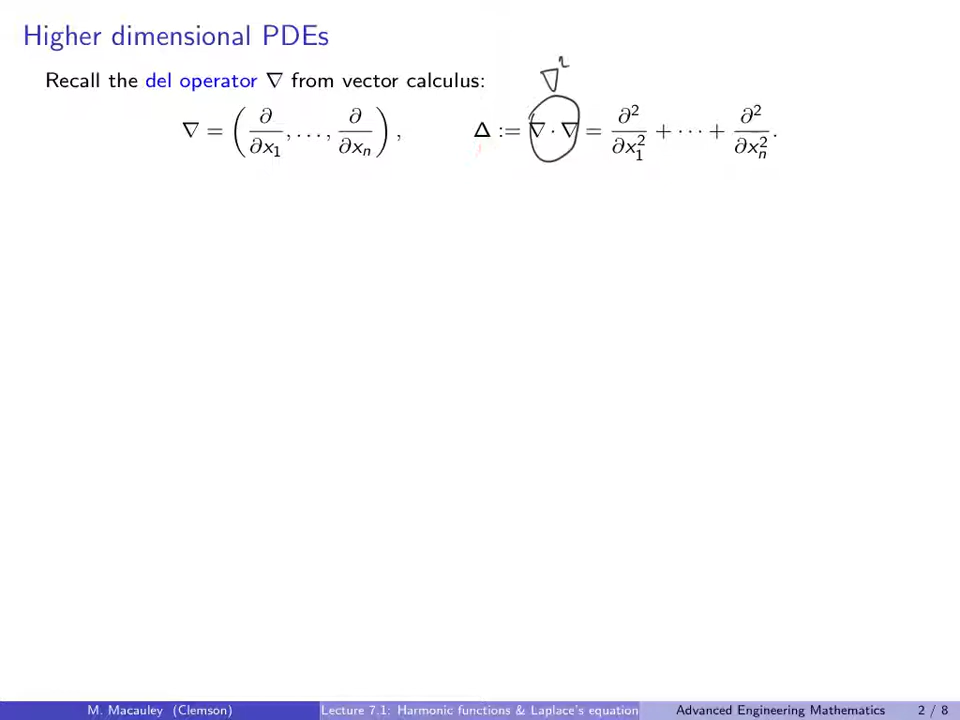 Higher dimensional PDEs
Recall the del operator ∇ from vector calculus:
∇²
∇ = (∂/∂x₁, . . . , ∂/∂xₙ), Δ := ∇ · ∇ = ∂²/∂x₁² + · · · + ∂²/∂xₙ².
M. Macauley (Clemson) Lecture 7.1: Harmonic functions & Laplace's equation Advanced Engineering Mathematics 2 / 8